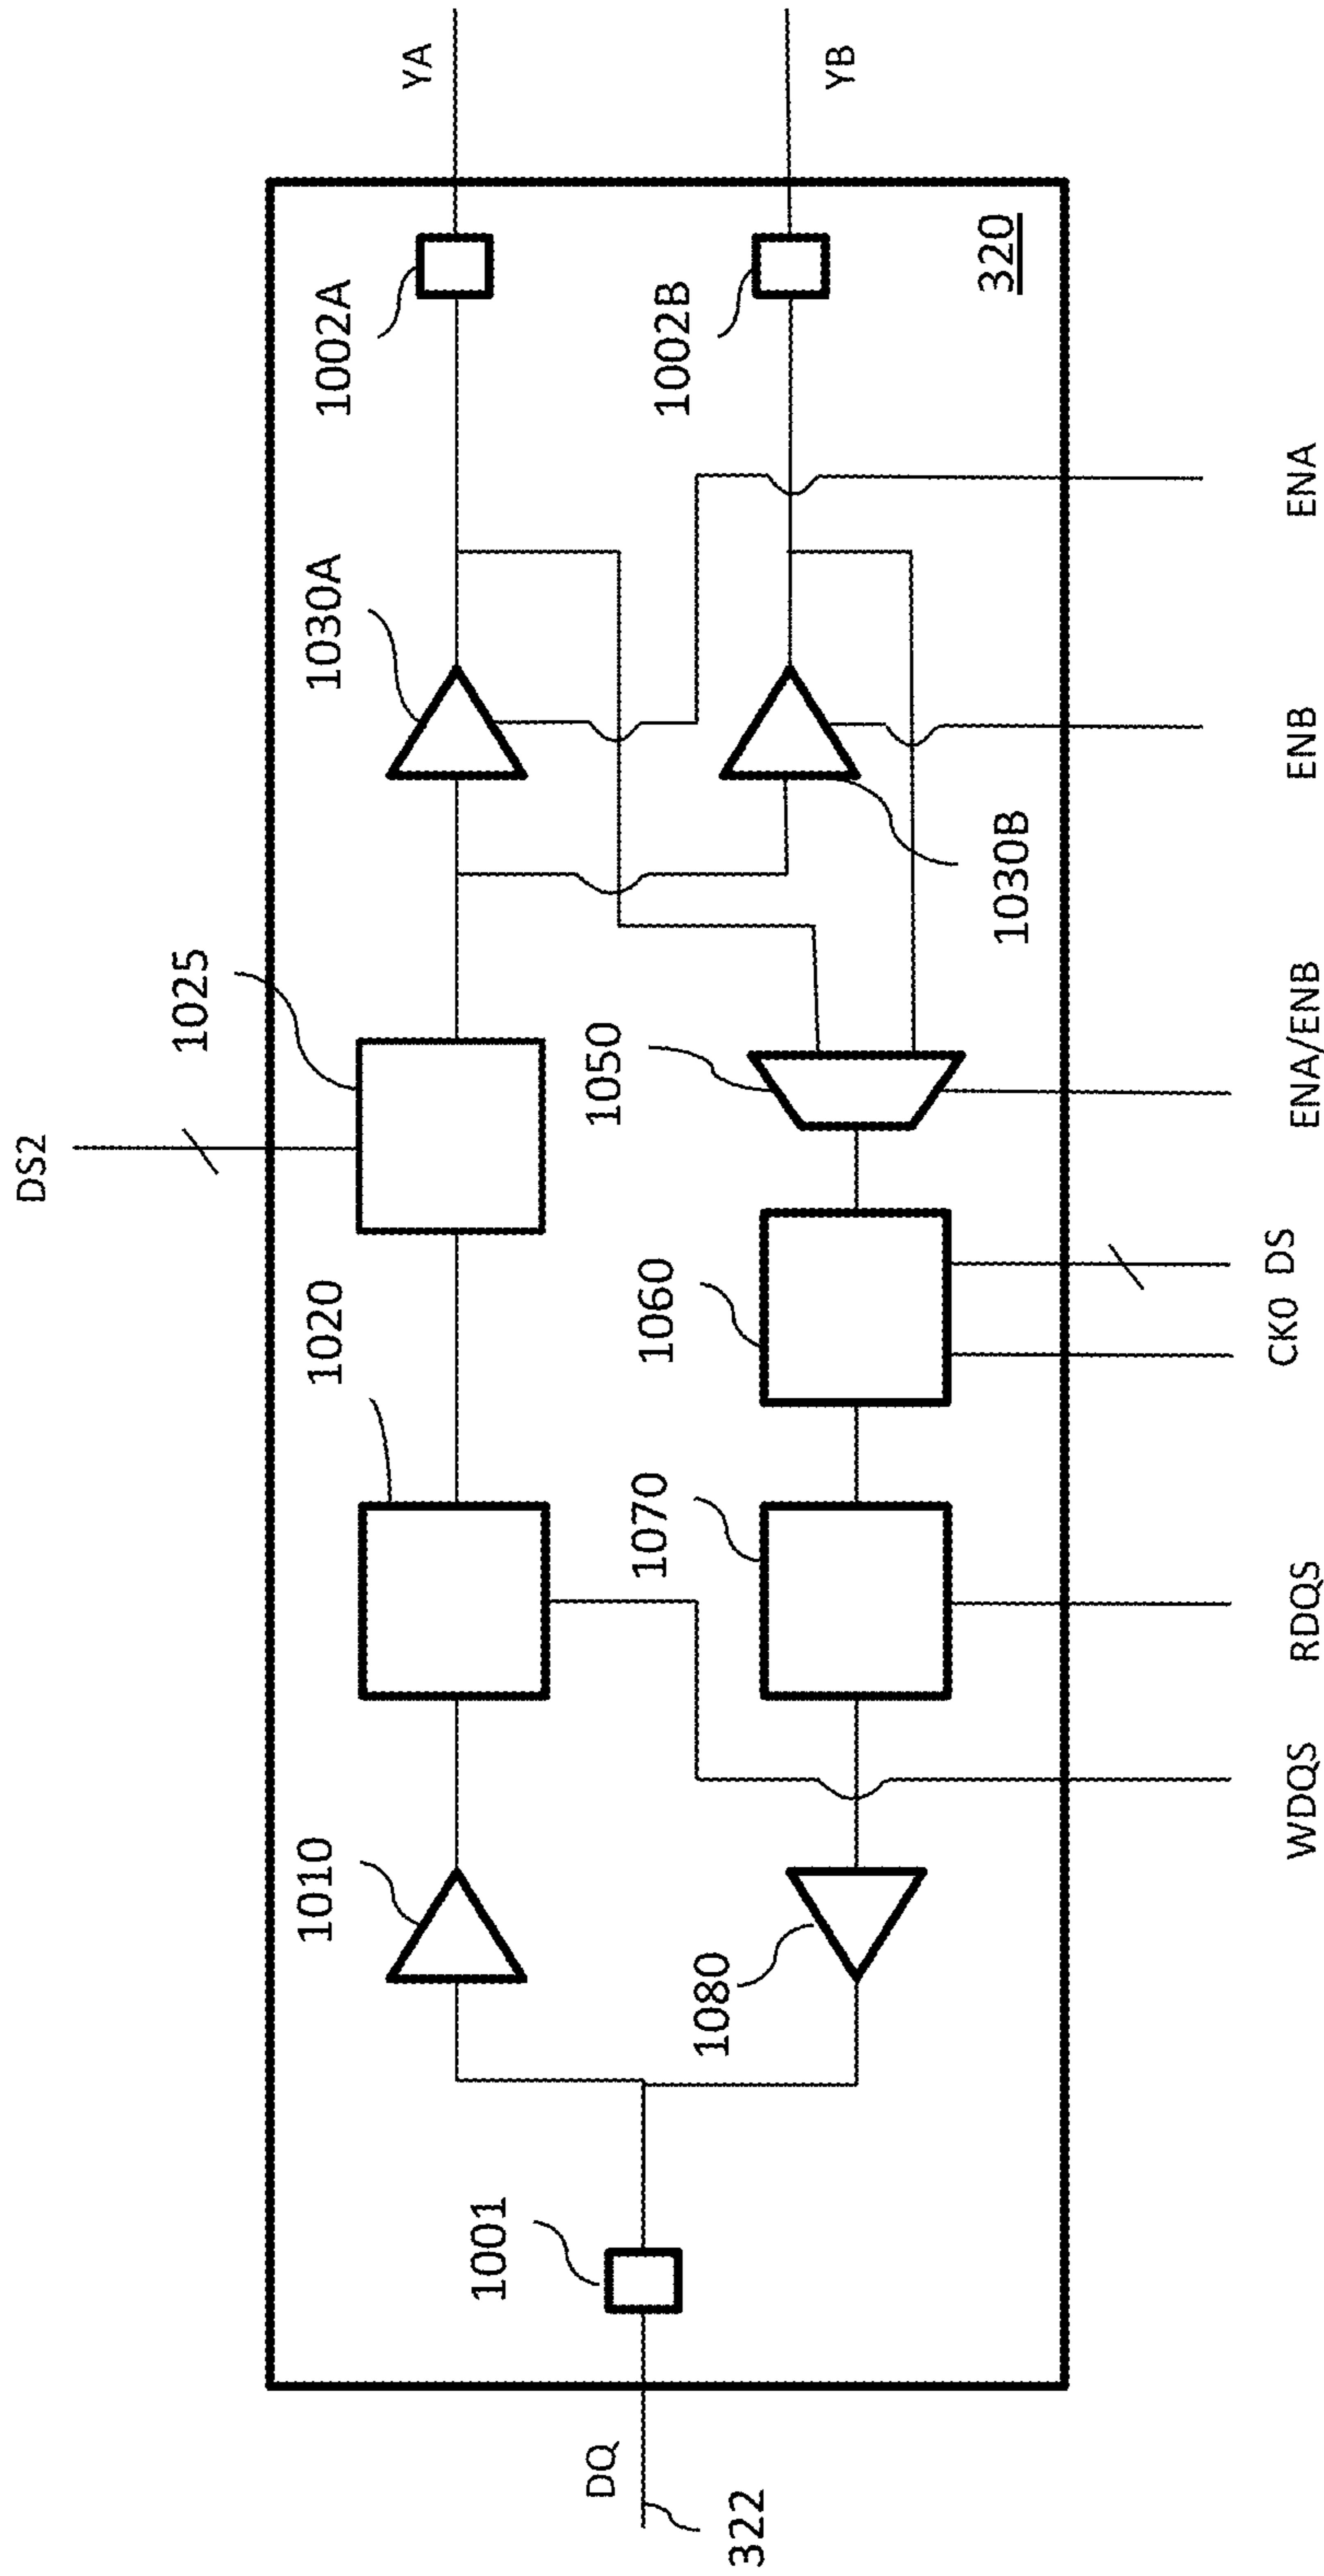 DS2
1025
1020
1010
1030A
1002A
YA
1001
DQ
322
1080
1070
1060
1050
1030B
1002B
YB
320
WDQS
RDQS
CK0
DS
ENA/ENB
ENB
ENA